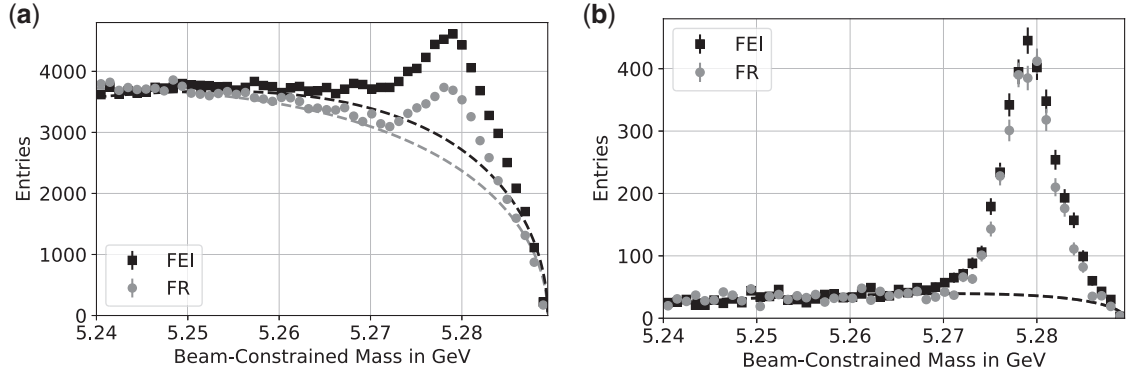 (a)
Entries
4000
3000
2000
1000
0
FEI
FR
5.24 5.25 5.26 5.27 5.28
Beam-Constrained Mass in GeV
(b)
Entries
400
300
200
100
0
FEI
FR
5.24 5.25 5.26 5.27 5.28
Beam-Constrained Mass in GeV